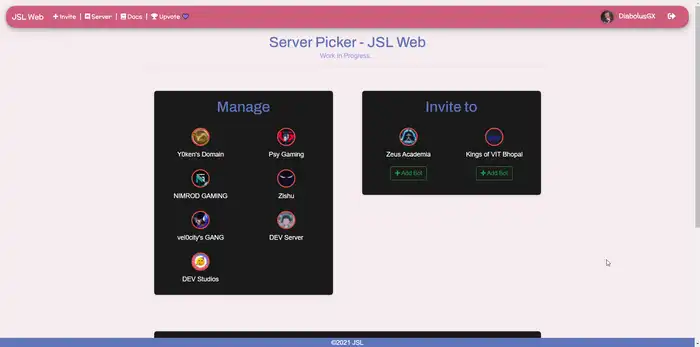 JSL Web + Invite | Server | Docs | Upvote DiabolusGX
Server Picker - JSL Web
Work In Progress..
Manage
Y0ken's Domain Psy Gaming
NIMROD GAMING Zishu
vel0city's GANG DEV Server
DEV Studios
Invite to
Zeus Academia Kings of VIT Bhopal
+ Add Bot + Add Bot
©2021 JSL